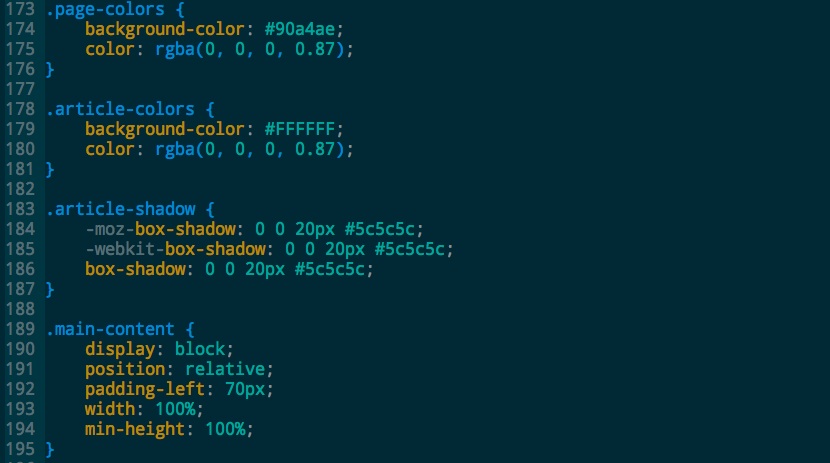 173 .page-colors {
174     background-color: #90a4ae;
175     color: rgba(0, 0, 0, 0.87);
176 }
177
178 .article-colors {
179     background-color: #FFFFFF;
180     color: rgba(0, 0, 0, 0.87);
181 }
182
183 .article-shadow {
184     -moz-box-shadow: 0 0 20px #5c5c5c;
185     -webkit-box-shadow: 0 0 20px #5c5c5c;
186     box-shadow: 0 0 20px #5c5c5c;
187 }
188
189 .main-content {
190     display: block;
191     position: relative;
192     padding-left: 70px;
193     width: 100%;
194     min-height: 100%;
195 }